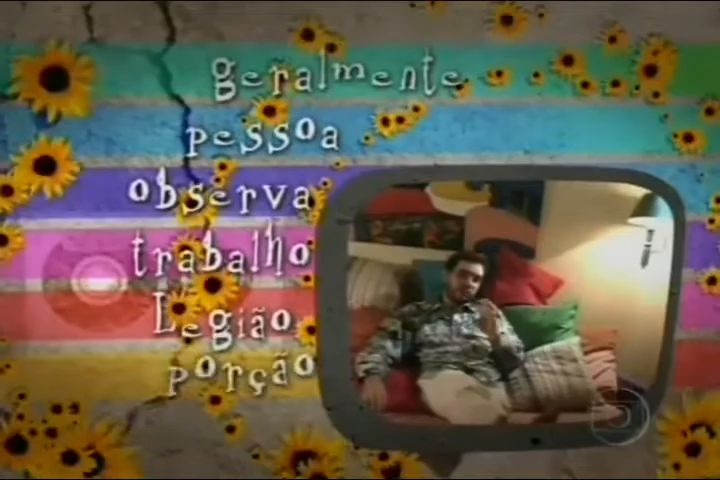 geralmente
pessoa
observa
trabalho
Legião
porção